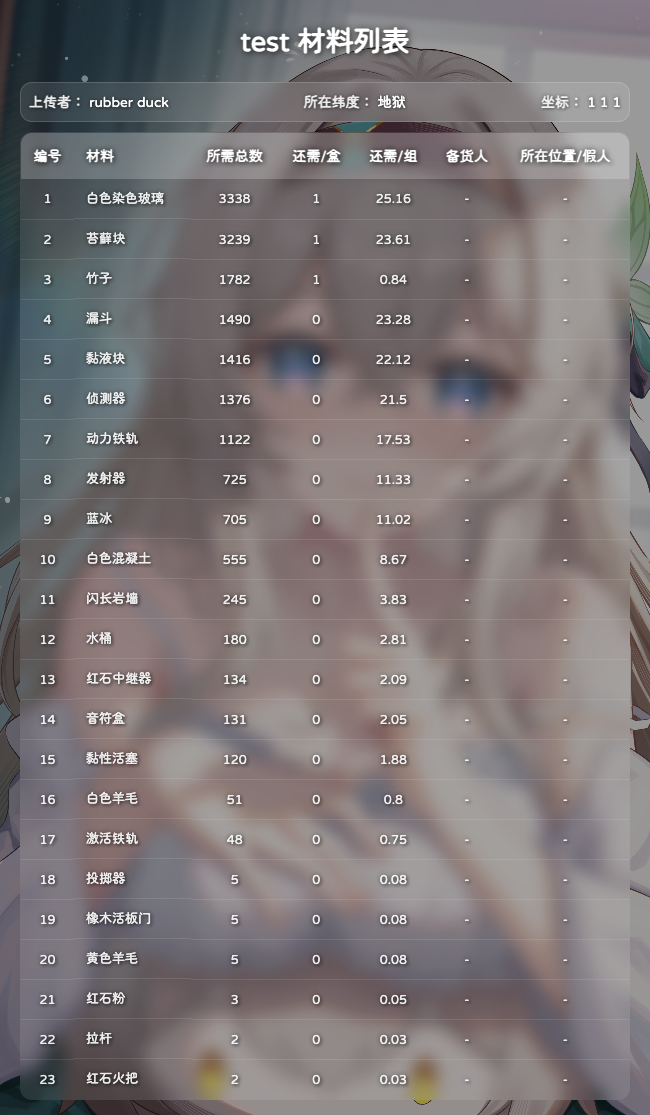 test 材料列表
上传者： rubber duck 所在纬度： 地狱 坐标： 1 1 1
编号 材料 所需总数 还需/盒 还需/组 备货人 所在位置/假人
1 白色染色玻璃 3338 1 25.16 - -
2 苔藓块 3239 1 23.61 - -
3 竹子 1782 1 0.84 - -
4 漏斗 1490 0 23.28 - -
5 黏液块 1416 0 22.12 - -
6 侦测器 1376 0 21.5 - -
7 动力铁轨 1122 0 17.53 - -
8 发射器 725 0 11.33 - -
9 蓝冰 705 0 11.02 - -
10 白色混凝土 555 0 8.67 - -
11 闪长岩墙 245 0 3.83 - -
12 水桶 180 0 2.81 - -
13 红石中继器 134 0 2.09 - -
14 音符盒 131 0 2.05 - -
15 黏性活塞 120 0 1.88 - -
16 白色羊毛 51 0 0.8 - -
17 激活铁轨 48 0 0.75 - -
18 投掷器 5 0 0.08 - -
19 橡木活板门 5 0 0.08 - -
20 黄色羊毛 5 0 0.08 - -
21 红石粉 3 0 0.05 - -
22 拉杆 2 0 0.03 - -
23 红石火把 2 0 0.03 - -